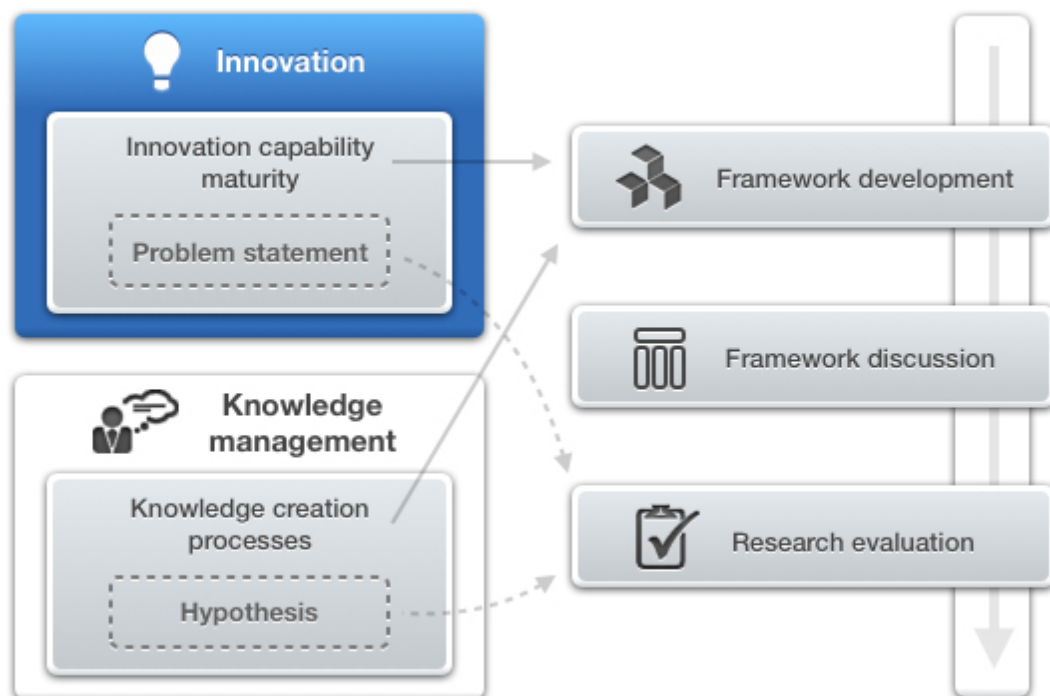 Innovation
Innovation capability
maturity
Problem statement
Knowledge
management
Knowledge creation
processes
Hypothesis
Framework development
Framework discussion
Research evaluation